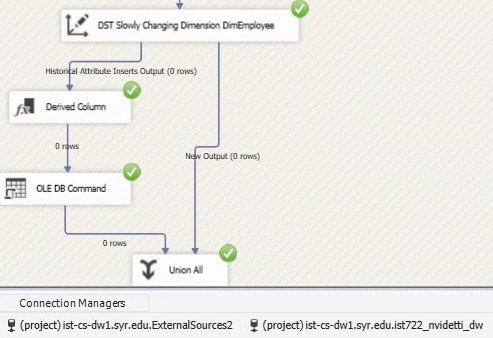 DST Slowly Changing Dimension DimEmployee
Historical Attribute Inserts Output (0 rows)
Derived Column
0 rows
New Output (0 rows)
OLE DB Command
0 rows
Union All
Connection Managers
(project) ist-cs-dw1.syr.edu.ExternalSources2 (project) ist-cs-dw1.syr.edu.ist722_nvidetti_dw